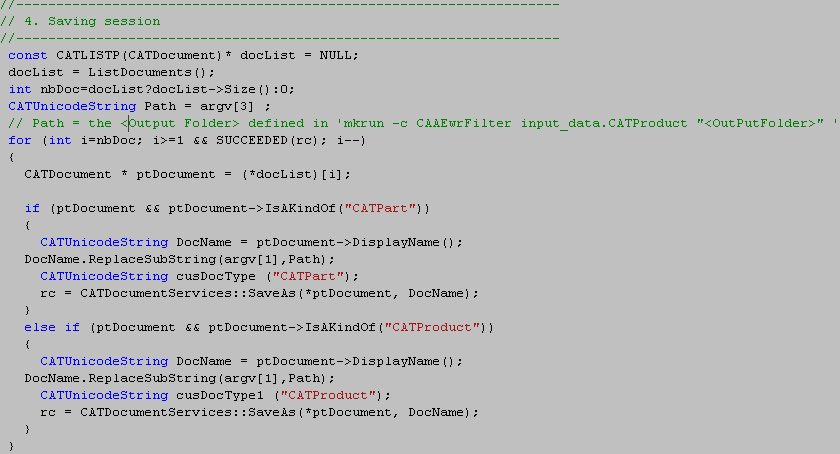 //--------------------------------------------------------------------
// 4. Saving session
//--------------------------------------------------------------------
const CATLISTP(CATDocument)* docList = NULL;
docList = ListDocuments();
int nbDoc=docList?docList->Size():0;
CATUnicodeString Path = argv[3] ;
// Path = the <Output Folder> defined in 'mkrun -c CAAEwrFilter input_data.CATProduct "<OutPutFolder>" '
for (int i=nbDoc; i>=1 && SUCCEEDED(rc); i--)
{
CATDocument * ptDocument = (*docList)[i];
if (ptDocument && ptDocument->IsAKindOf("CATPart"))
{
CATUnicodeString DocName = ptDocument->DisplayName();
DocName.ReplaceSubString(argv[1],Path);
CATUnicodeString cusDocType ("CATPart");
rc = CATDocumentServices::SaveAs(*ptDocument, DocName);
}
else if (ptDocument && ptDocument->IsAKindOf("CATProduct"))
{
CATUnicodeString DocName = ptDocument->DisplayName();
DocName.ReplaceSubString(argv[1],Path);
CATUnicodeString cusDocType1 ("CATProduct");
rc = CATDocumentServices::SaveAs(*ptDocument, DocName);
}
}